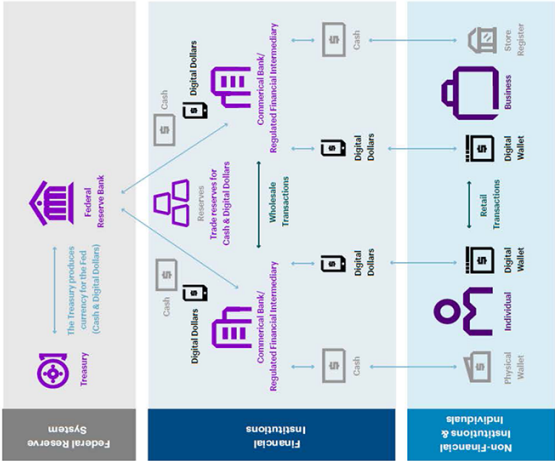 Federal Reserve
System
Treasury
The Treasury produces
currency for the Fed
(Cash & Digital Dollars)
Federal
Reserve Bank
Financial
Institutions
Cash
Digital Dollars
Commerical Bank/
Regulated Financial Intermediary
Reserves
Trade reserves for
Cash & Digital Dollars
Wholesale
Transactions
Cash
Digital Dollars
Commerical Bank/
Regulated Financial Intermediary
Cash
Digital
Dollars
Digital
Dollars
Cash
Non-Financial
Institutions &
Individuals
Physical
Wallet
Individual
Digital
Wallet
Retail
Transactions
Digital
Wallet
Business
Store
Register